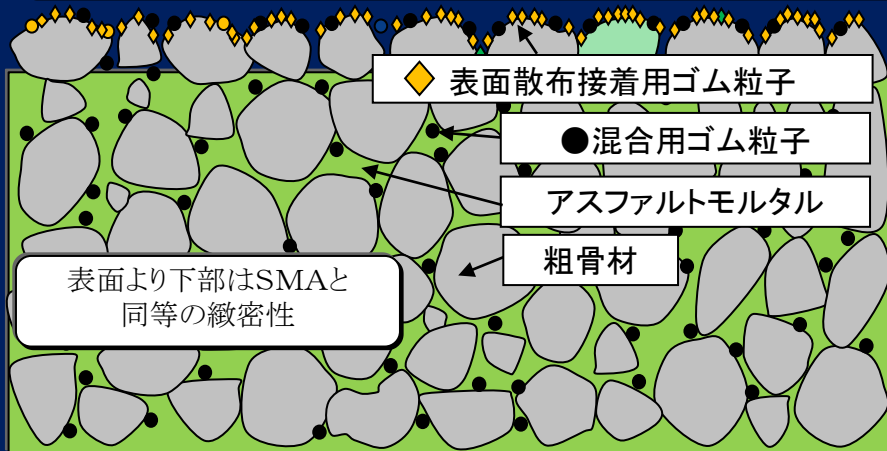 表面散布接着用ゴム粒子
●混合用ゴム粒子
アスファルトモルタル
粗骨材
表面より下部はSMAと
同等の緻密性